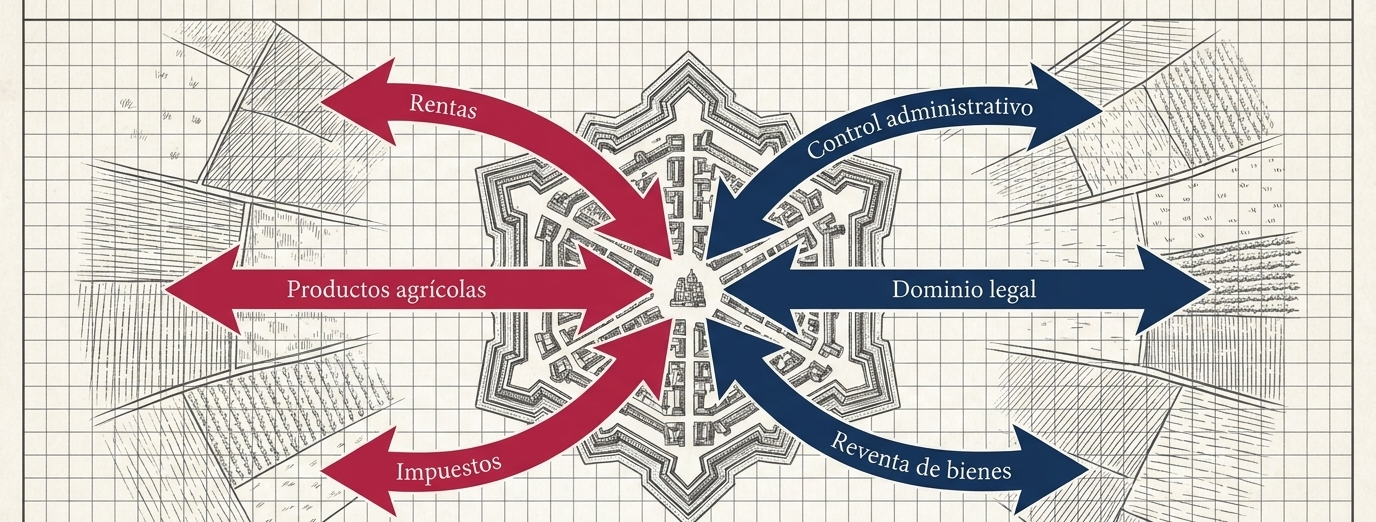 Rentas
Control administrativo
Productos agrícolas
Dominio legal
Impuestos
Reventa de bienes